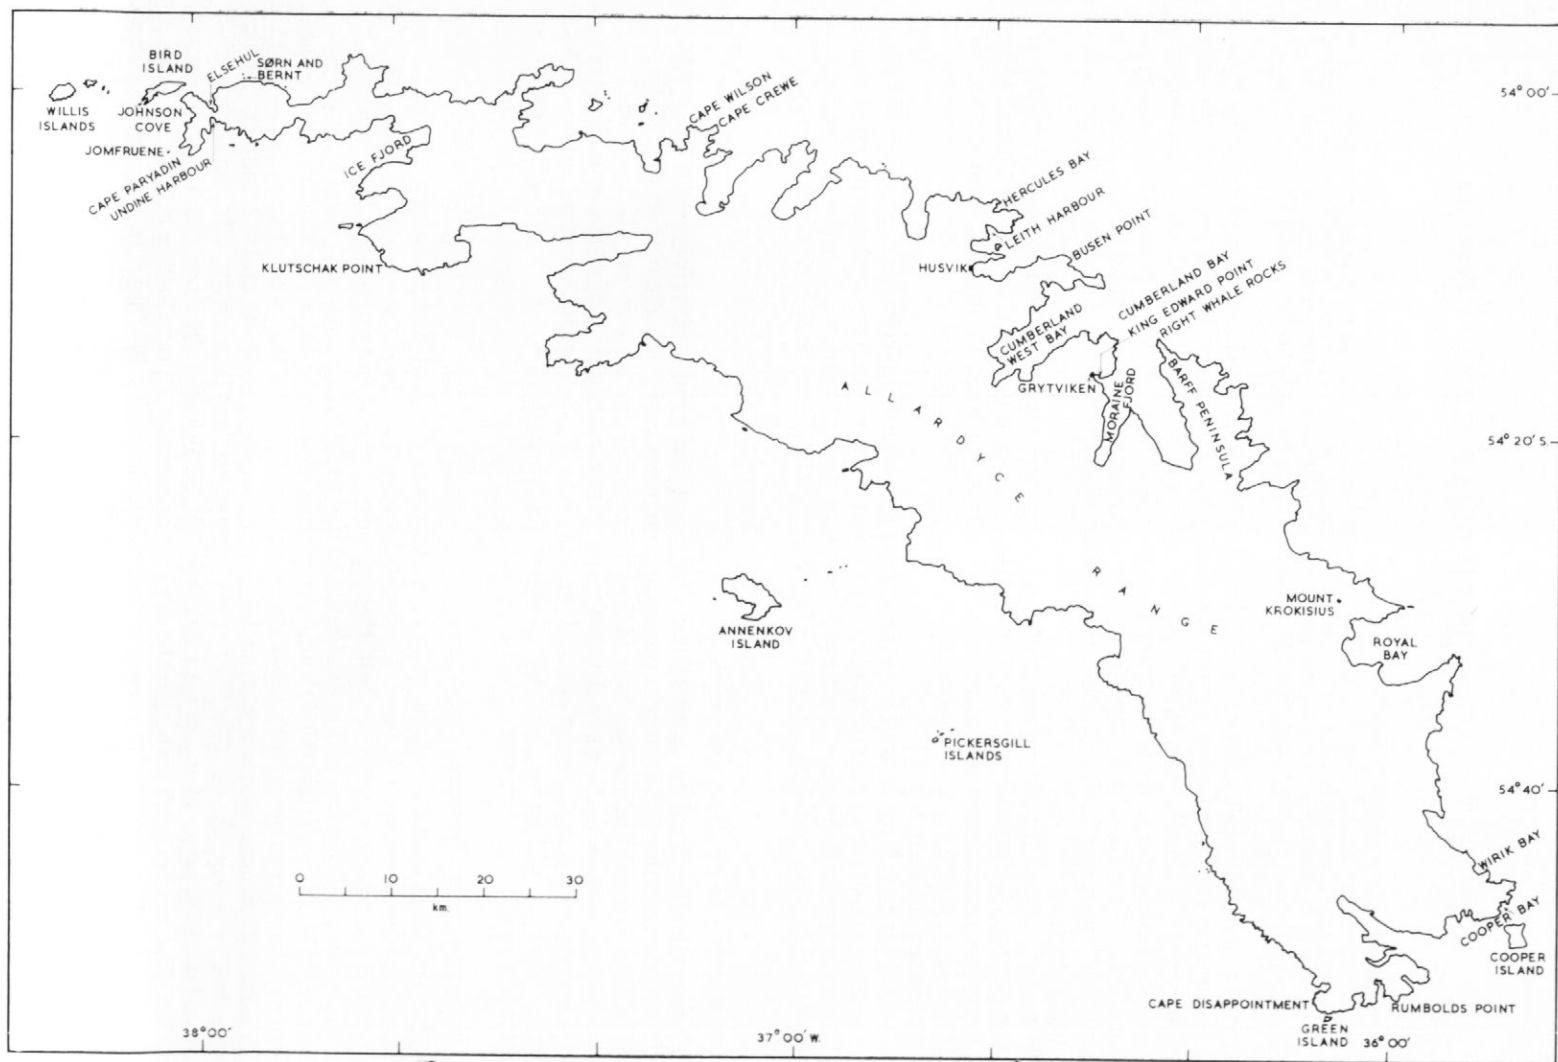 BIRD
ISLAND
ELSEHUL
SØRN AND
BERNT
WILLIS
ISLANDS
JOHNSON
COVE
JOMFRUENE
CAPE PARYADIN
UNDINE HARBOUR
ICE FJORD
KLUTSCHAK POINT
CAPE WILSON
CAPE CREWE
54° 00'
HERCULES BAY
LEITH HARBOUR
BUSEN POINT
HUSVIK
CUMBERLAND BAY
KING EDWARD POINT
RIGHT WHALE ROCKS
CUMBERLAND
WEST BAY
GRYTVIKEN
MORAINE
FJORD
BARFF PENINSULA
54° 20' S
ALLARDYCE
RANGE
ANNENKOV
ISLAND
MOUNT
KROKISIUS
ROYAL
BAY
PICKERSGILL
ISLANDS
54° 40'
0 10 20 30
km.
WIRIK BAY
COOPER BAY
COOPER
ISLAND
CAPE DISAPPOINTMENT
RUMBOLDS POINT
GREEN
ISLAND
38° 00'
37° 00' W.
36° 00'